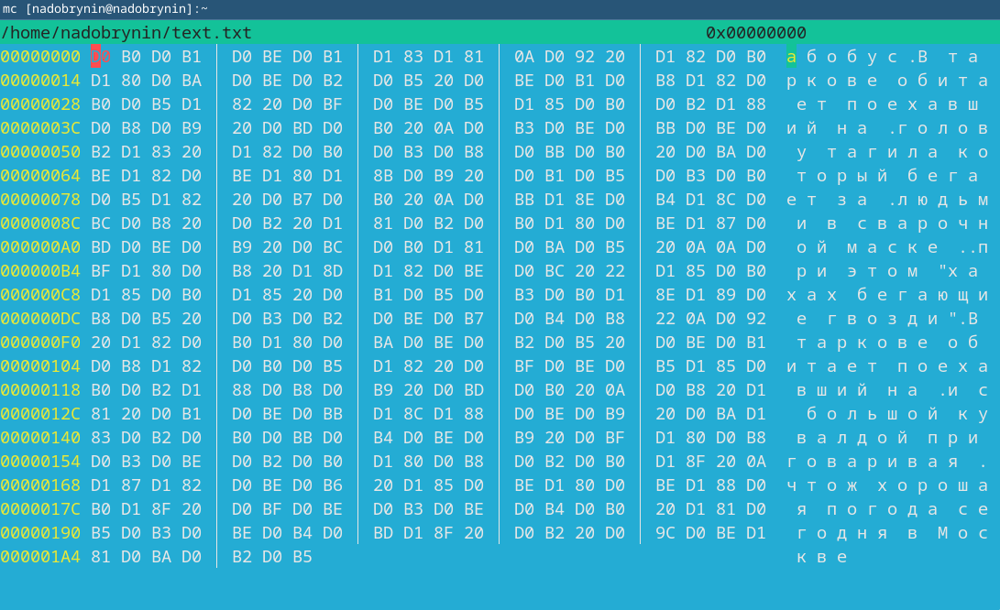 mc [nadobrynin@nadobrynin]:~
/home/nadobrynin/text.txt 0x00000000
00000000 D0 B0 D0 B1 D0 BE D0 B1 D1 83 D1 81 0A D0 92 20 D1 82 D0 B0 а б о б у с .В  т а
00000014 D1 80 D0 BA D0 BE D0 B2 D0 B5 20 D0 BE D0 B1 D0 B8 D1 82 D0 р к о в е  о б и т а
00000028 B0 D0 B5 D1 82 20 D0 BF D0 BE D0 B5 D1 85 D0 B0 D0 B2 D1 88 е т  п о е х а в ш
0000003C D0 B8 D0 B9 20 D0 BD D0 B0 20 0A D0 B3 D0 BE D0 BB D0 BE D0 и й  н а  .г о л о в
00000050 B2 D1 83 20 D1 82 D0 B0 D0 B3 D0 B8 D0 BB D0 B0 20 D0 BA D0 у  т а г и л а  к о
00000064 BE D1 82 D0 BE D1 80 D1 8B D0 B9 20 D0 B1 D0 B5 D0 B3 D0 B0 т о р ы й  б е г а
00000078 D0 B5 D1 82 20 D0 B7 D0 B0 20 0A D0 BB D1 8E D0 B4 D1 8C D0 е т  з а  .л ю д ь м
0000008C BC D0 B8 20 D0 B2 20 D1 81 D0 B2 D0 B0 D1 80 D0 BE D1 87 D0 и  в  с в а р о ч н
000000A0 BD D0 BE D0 B9 20 D0 BC D0 B0 D1 81 D0 BA D0 B5 20 0A 0A D0 о й  м а с к е  ..п
000000B4 BF D1 80 D0 B8 20 D1 8D D1 82 D0 BE D0 BC 20 22 D1 85 D0 B0 р и  э т о м  "х а
000000C8 D1 85 D0 B0 D1 85 20 D0 B1 D0 B5 D0 B3 D0 B0 D1 8E D1 89 D0 х а х  б е г а ю щ и
000000DC B8 D0 B5 20 D0 B3 D0 B2 D0 BE D0 B7 D0 B4 D0 B8 22 0A D0 92 е  г в о з д и ".В
000000F0 20 D1 82 D0 B0 D1 80 D0 BA D0 BE D0 B2 D0 B5 20 D0 BE D0 B1 т а р к о в е  о б
00000104 D0 B8 D1 82 D0 B0 D0 B5 D1 82 20 D0 BF D0 BE D0 B5 D1 85 D0 и т а е т  п о е х а
00000118 B0 D0 B2 D1 88 D0 B8 D0 B9 20 D0 BD D0 B0 20 0A D0 B8 20 D1 в ш и й  н а  .и  с
0000012C 81 20 D0 B1 D0 BE D0 BB D1 8C D1 88 D0 BE D0 B9 20 D0 BA D1 б о л ь ш о й  к у
00000140 83 D0 B2 D0 B0 D0 BB D0 B4 D0 BE D0 B9 20 D0 BF D1 80 D0 B8 в а л д о й  п р и
00000154 D0 B3 D0 BE D0 B2 D0 B0 D1 80 D0 B8 D0 B2 D0 B0 D1 8F 20 0A г о в а р и в а я  .
00000168 D1 87 D1 82 D0 BE D0 B6 20 D1 85 D0 BE D1 80 D0 BE D1 88 D0 ч т о ж  х о р о ш а
0000017C B0 D1 8F 20 D0 BF D0 BE D0 B3 D0 BE D0 B4 D0 B0 20 D1 81 D0 я  п о г о д а  с е
00000190 B5 D0 B3 D0 BE D0 B4 D0 BD D1 8F 20 D0 B2 20 D0 9C D0 BE D1 г о д н я  в  М о с
000001A4 81 D0 BA D0 B2 D0 B5 к в е